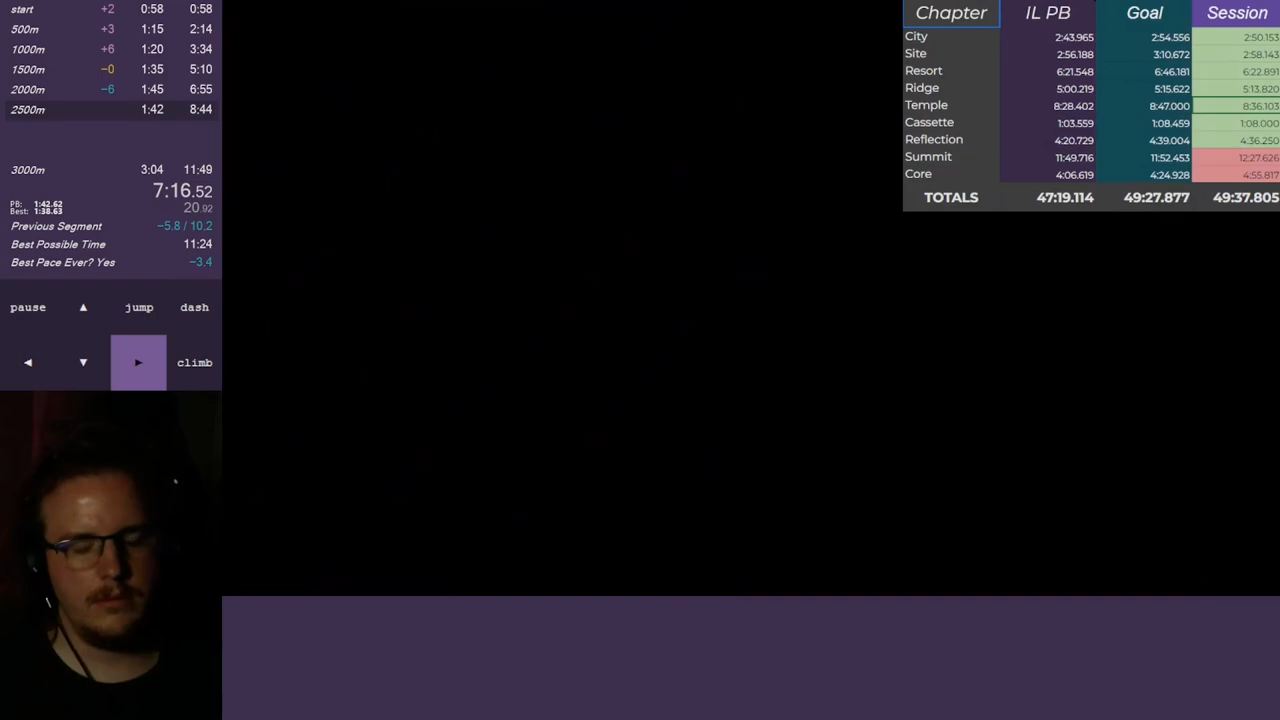 start +2 0:58 0:58
500m +3 1:15 2:14
1000m +6 1:20 3:34
1500m −0 1:35 5:10
2000m −6 1:45 6:55
2500m 1:42 8:44
3000m 3:04 11:49
7:16.52
PB: 1:42.62
Best: 1:38.63
20.92
Previous Segment −5.8 / 10.2
Best Possible Time 11:24
Best Pace Ever? Yes −3.4
pause ▲ jump dash
◄ ▼ ► climb
Chapter IL PB Goal Session
City 2:43.965 2:54.556 2:50.153
Site 2:56.188 3:10.672 2:58.143
Resort 6:21.548 6:46.181 6:22.891
Ridge 5:00.219 5:15.622 5:13.820
Temple 8:28.402 8:47.000 8:36.103
Cassette 1:03.559 1:08.459 1:08.000
Reflection 4:20.729 4:39.004 4:36.250
Summit 11:49.716 11:52.453 12:27.626
Core 4:06.619 4:24.928 4:55.817
TOTALS 47:19.114 49:27.877 49:37.805